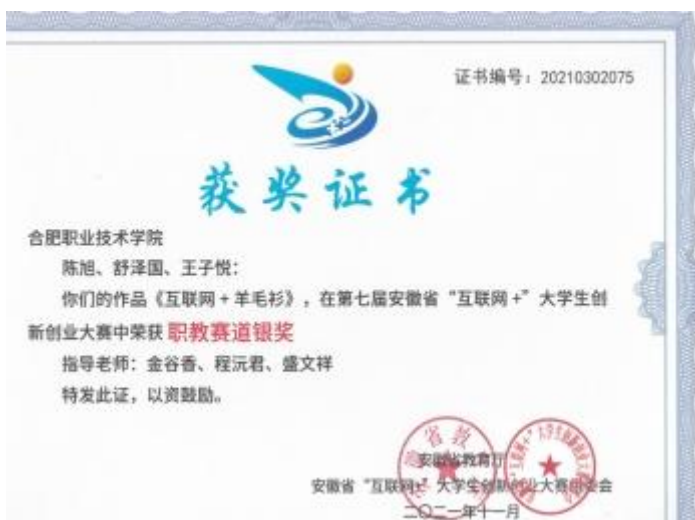 证书编号：20210302075
获奖证书
合肥职业技术学院
陈旭、舒泽国、王子悦：
你们的作品《互联网+羊毛衫》，在第七届安徽省“互联网+”大学生创
新创业大赛中荣获 职教赛道银奖
指导老师：金谷香、程沅君、盛文祥
特发此证，以资鼓励。
安徽省教育厅
安徽省“互联网+”大学生创新创业大赛组委会
二〇二一年十一月